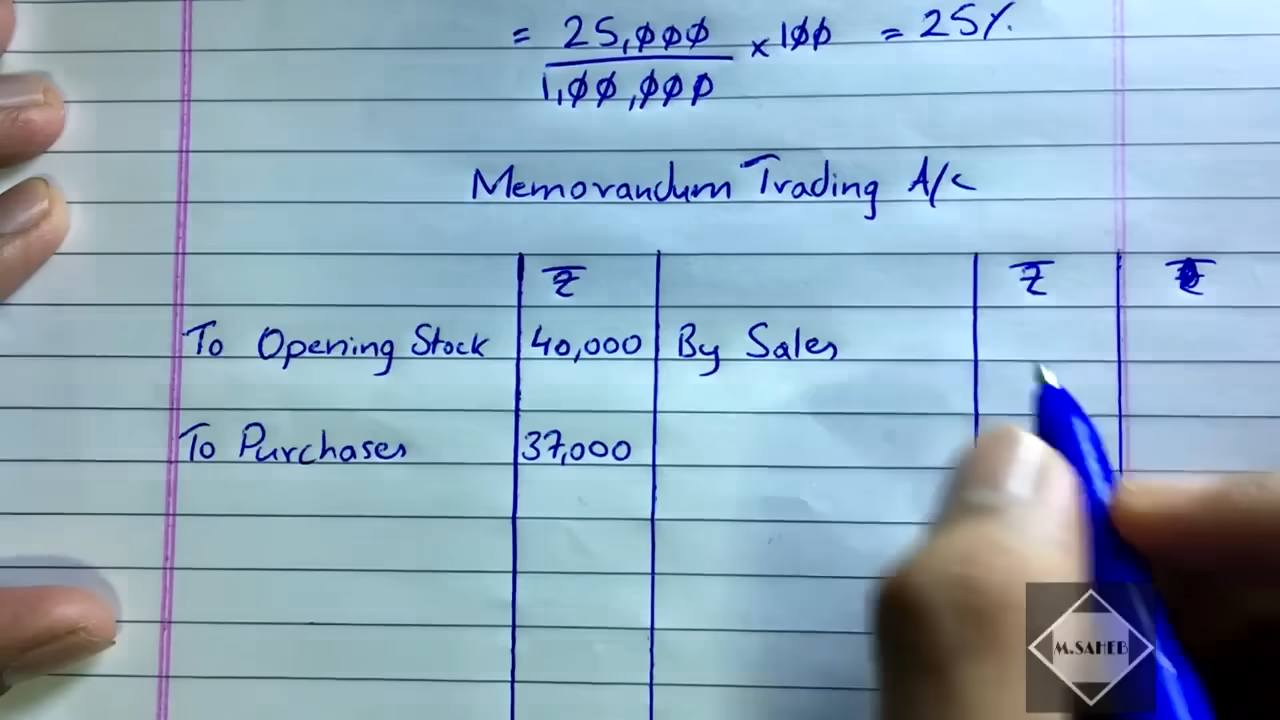 = 25,000 / 1,00,000 × 100 = 25%
Memorandum Trading A/c
₹ ₹ ₹
To Opening Stock 40,000 By Sales
To Purchases 37,000
M.SAHEB